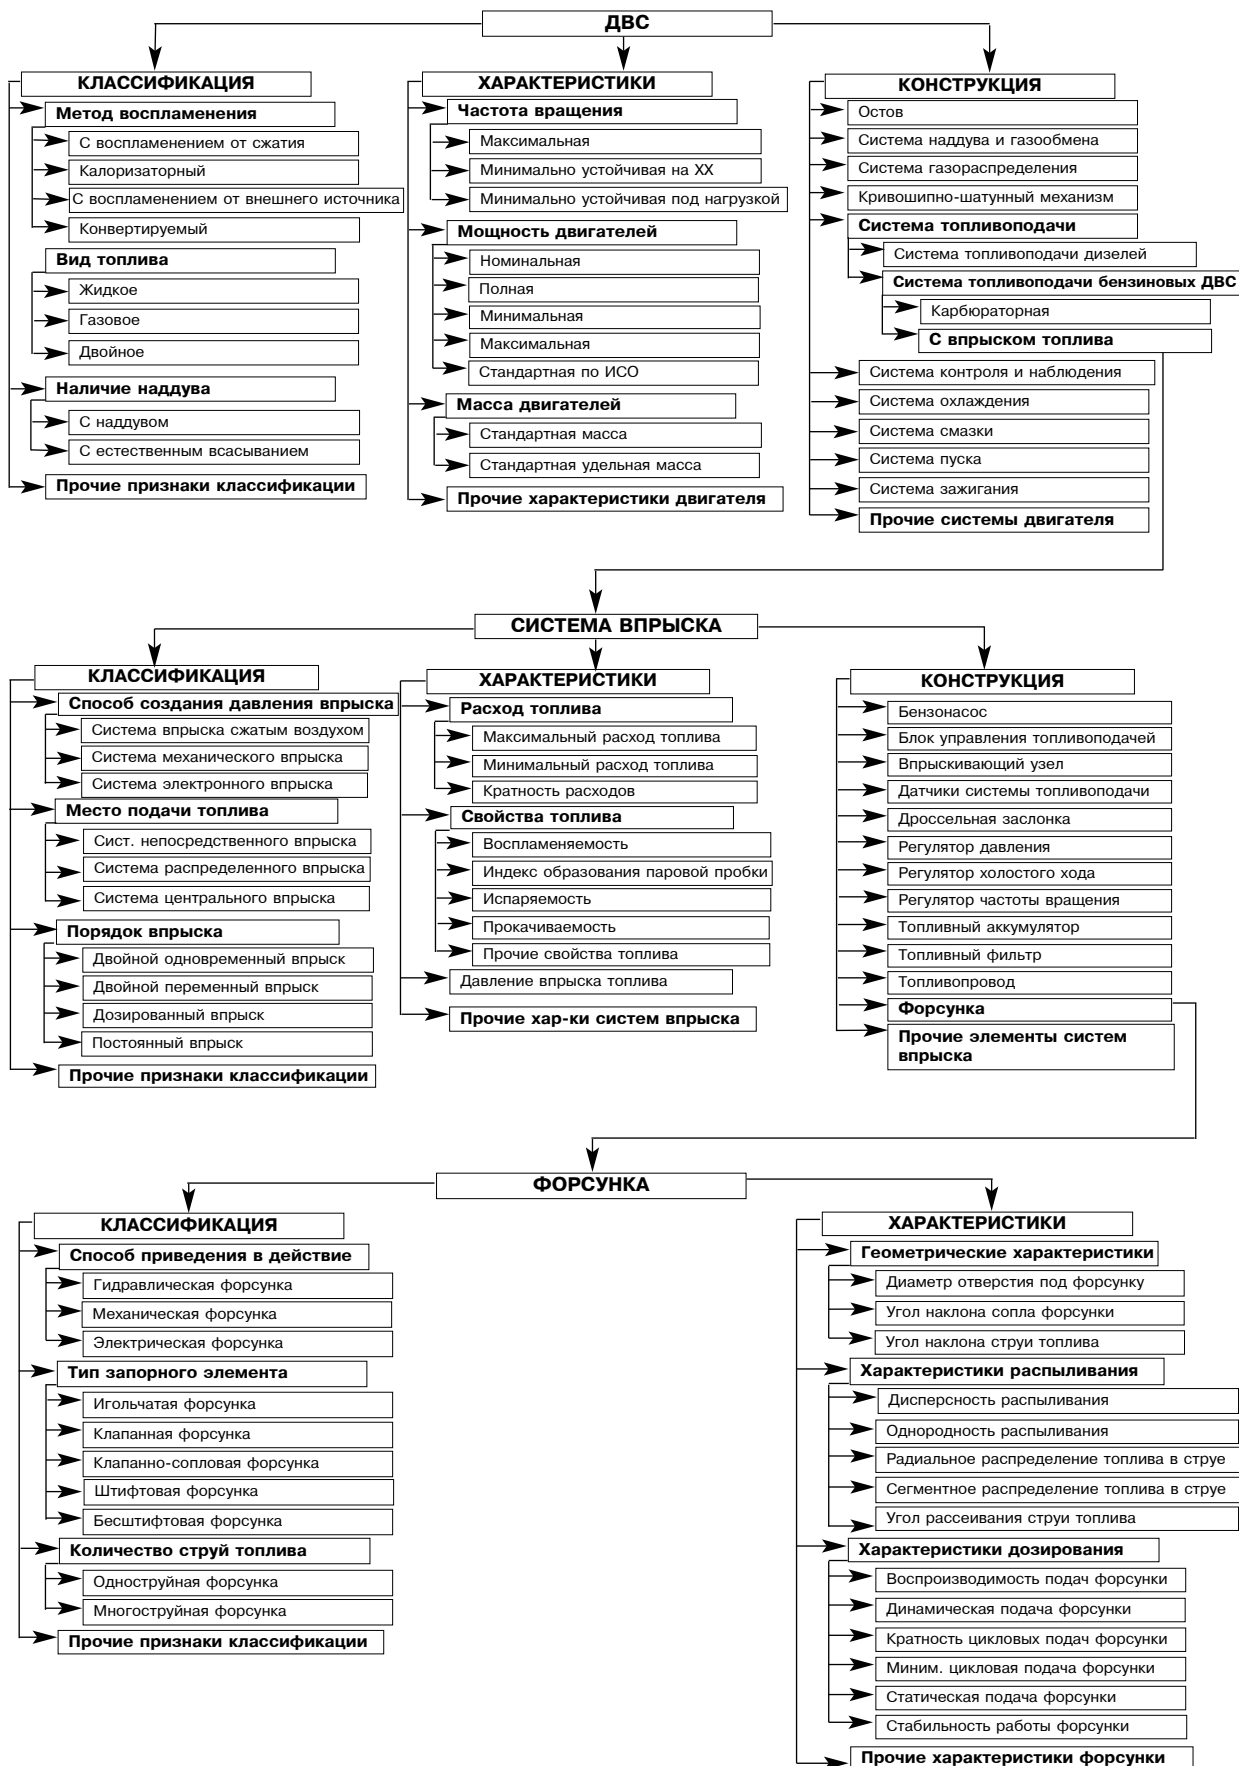 ДВС
КЛАССИФИКАЦИЯ
Метод воспламенения
С воспламенением от сжатия
Калоризаторный
С воспламенением от внешнего источника
Конвертируемый
Вид топлива
Жидкое
Газовое
Двойное
Наличие наддува
С наддувом
С естественным всасыванием
Прочие признаки классификации
ХАРАКТЕРИСТИКИ
Частота вращения
Максимальная
Минимально устойчивая на ХХ
Минимально устойчивая под нагрузкой
Мощность двигателей
Номинальная
Полная
Минимальная
Максимальная
Стандартная по ИСО
Масса двигателей
Стандартная масса
Стандартная удельная масса
Прочие характеристики двигателя
КОНСТРУКЦИЯ
Остов
Система наддува и газообмена
Система газораспределения
Кривошипно-шатунный механизм
Система топливоподачи
Система топливоподачи дизелей
Система топливоподачи бензиновых ДВС
Карбюраторная
С впрыском топлива
Система контроля и наблюдения
Система охлаждения
Система смазки
Система пуска
Система зажигания
Прочие системы двигателя
СИСТЕМА ВПРЫСКА
КЛАССИФИКАЦИЯ
Способ создания давления впрыска
Система впрыска сжатым воздухом
Система механического впрыска
Система электронного впрыска
Место подачи топлива
Сист. непосредственного впрыска
Система распределенного впрыска
Система центрального впрыска
Порядок впрыска
Двойной одновременный впрыск
Двойной переменный впрыск
Дозированный впрыск
Постоянный впрыск
Прочие признаки классификации
ХАРАКТЕРИСТИКИ
Расход топлива
Максимальный расход топлива
Минимальный расход топлива
Кратность расходов
Свойства топлива
Воспламеняемость
Индекс образования паровой пробки
Испаряемость
Прокачиваемость
Прочие свойства топлива
Давление впрыска топлива
Прочие хар-ки систем впрыска
КОНСТРУКЦИЯ
Бензонасос
Блок управления топливоподачей
Впрыскивающий узел
Датчики системы топливоподачи
Дроссельная заслонка
Регулятор давления
Регулятор холостого хода
Регулятор частоты вращения
Топливный аккумулятор
Топливный фильтр
Топливопровод
Форсунка
Прочие элементы систем
впрыска
ФОРСУНКА
КЛАССИФИКАЦИЯ
Способ приведения в действие
Гидравлическая форсунка
Механическая форсунка
Электрическая форсунка
Тип запорного элемента
Игольчатая форсунка
Клапанная форсунка
Клапанно-сопловая форсунка
Штифтовая форсунка
Бесштифтовая форсунка
Количество струй топлива
Одноструйная форсунка
Многоструйная форсунка
Прочие признаки классификации
ХАРАКТЕРИСТИКИ
Геометрические характеристики
Диаметр отверстия под форсунку
Угол наклона сопла форсунки
Угол наклона струи топлива
Характеристики распыливания
Дисперсность распыливания
Однородность распыливания
Радиальное распределение топлива в струе
Сегментное распределение топлива в струе
Угол рассеивания струи топлива
Характеристики дозирования
Воспроизводимость подач форсунки
Динамическая подача форсунки
Кратность цикловых подач форсунки
Миним. цикловая подача форсунки
Статическая подача форсунки
Стабильность работы форсунки
Прочие характеристики форсунки